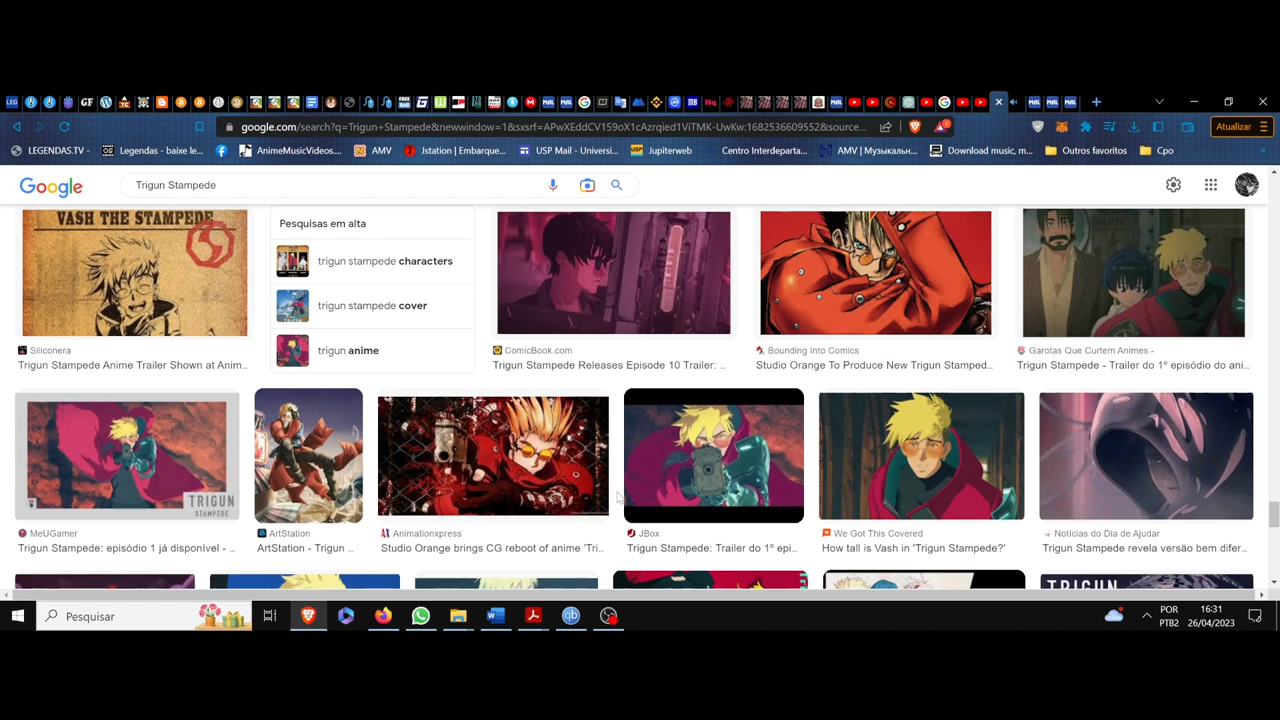 google.com/search?q=Trigun+Stampede&newwindow=1&sxsrf=APwXEddCV159oX1cAzrqied1ViTMK-UwKw:1682536609552&source...
Atualizar
LEGENDAS.TV -
Legendas - baixe le...
AnimeMusicVideos....
AMV
Jstation | Embarque...
USP Mail - Universi...
Jupiterweb
Centro Interdeparta...
AMV | Музыкальн...
Download music, m...
Outros favoritos
Cpo
Google
Trigun Stampede
VASH THE STAMPEDE
Pesquisas em alta
trigun stampede characters
trigun stampede cover
trigun anime
Siliconera
Trigun Stampede Anime Trailer Shown at Anim...
ComicBook.com
Trigun Stampede Releases Episode 10 Trailer: ...
Bounding Into Comics
Studio Orange To Produce New Trigun Stamped...
Garotas Que Curtem Animes -
Trigun Stampede - Trailer do 1º episódio do ani...
TRIGUN
STAMPEDE
MeUGamer
Trigun Stampede: episódio 1 já disponível - ...
ArtStation
ArtStation - Trigun ...
Animationxpress
Studio Orange brings CG reboot of anime 'Tri...
JBox
Trigun Stampede: Trailer do 1º epi...
We Got This Covered
How tall is Vash in 'Trigun Stampede?'
Notícias do Dia de Ajudar
Trigun Stampede revela versão bem difer...
TRIGUN
Pesquisar
POR
PTB2
16:31
26/04/2023